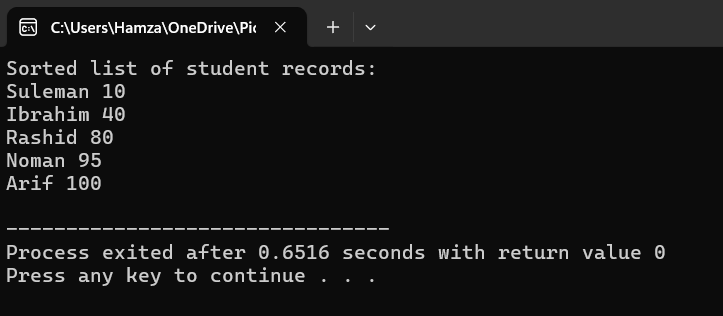 C:\Users\Hamza\OneDrive\Pic
Sorted list of student records:
Suleman 10
Ibrahim 40
Rashid 80
Noman 95
Arif 100
--------------------------------
Process exited after 0.6516 seconds with return value 0
Press any key to continue . . .